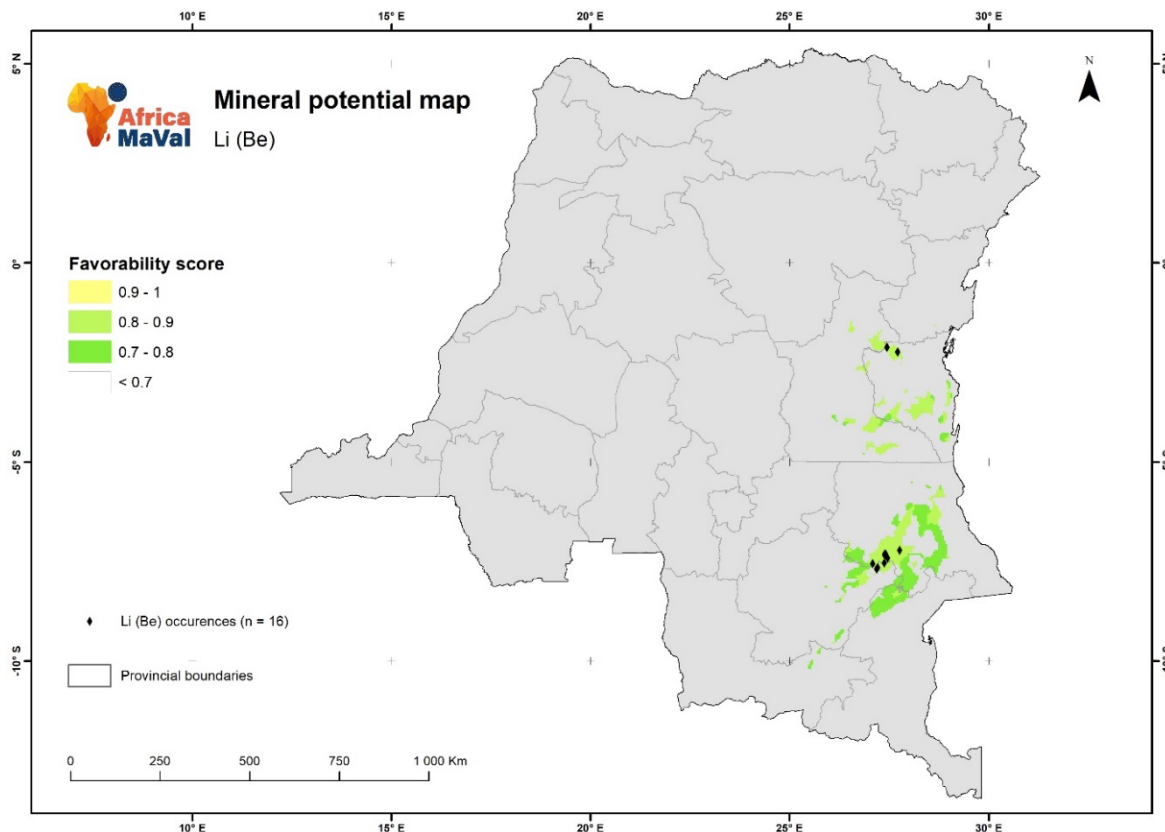 10° E 15° E 20° E 25° E 30° E
5°N
Africa
MaVal
Mineral potential map
Li (Be)
N
0° 0°
Favorability score
0.9 - 1
0.8 - 0.9
0.7 - 0.8
< 0.7
-5°S
Li (Be) occurences (n = 16)
-10°S
Provincial boundaries
0 250 500 750 1 000 Km
10° E 15° E 20° E 25° E 30° E